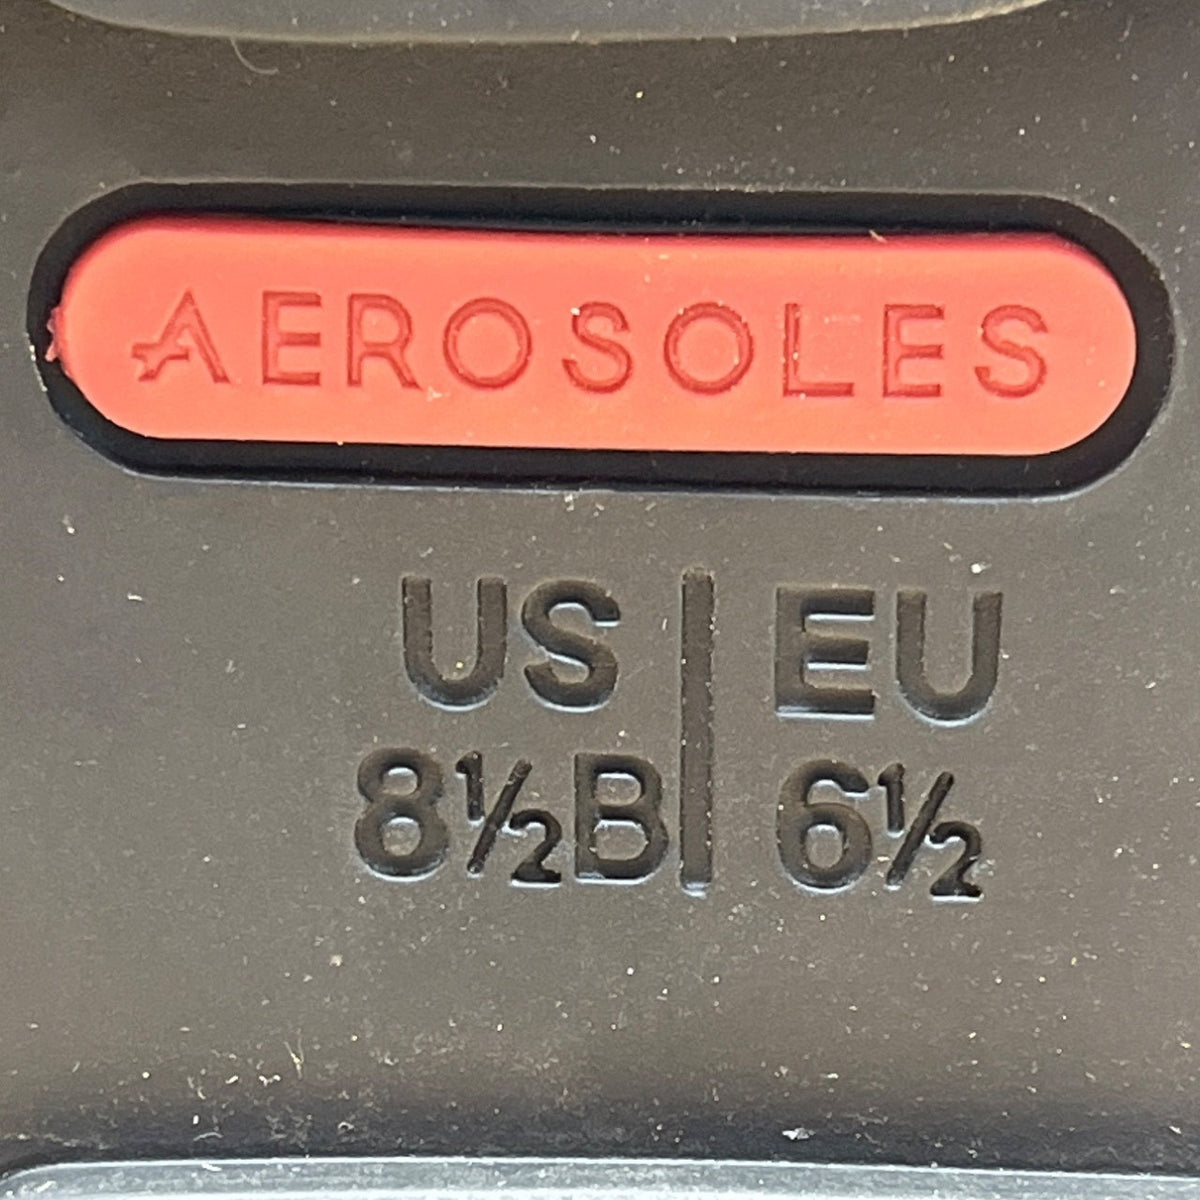 AEROSOLES
US | EU
8½B | 6½